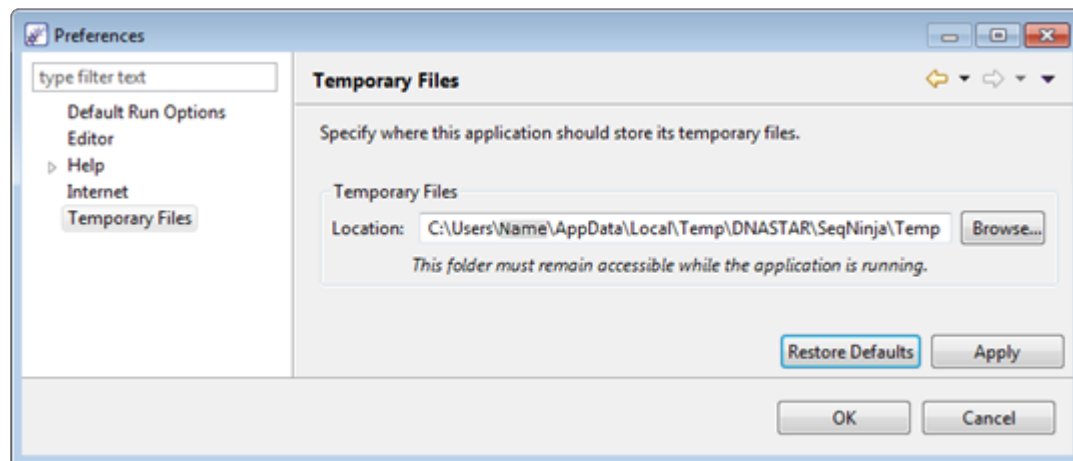 Preferences
type filter text
Default Run Options
Editor
Help
Internet
Temporary Files
Temporary Files
Specify where this application should store its temporary files.
Temporary Files
Location: C:\Users\Name\AppData\Local\Temp\DNASTAR\SeqNinja\Temp Browse...
This folder must remain accessible while the application is running.
Restore Defaults Apply
OK Cancel